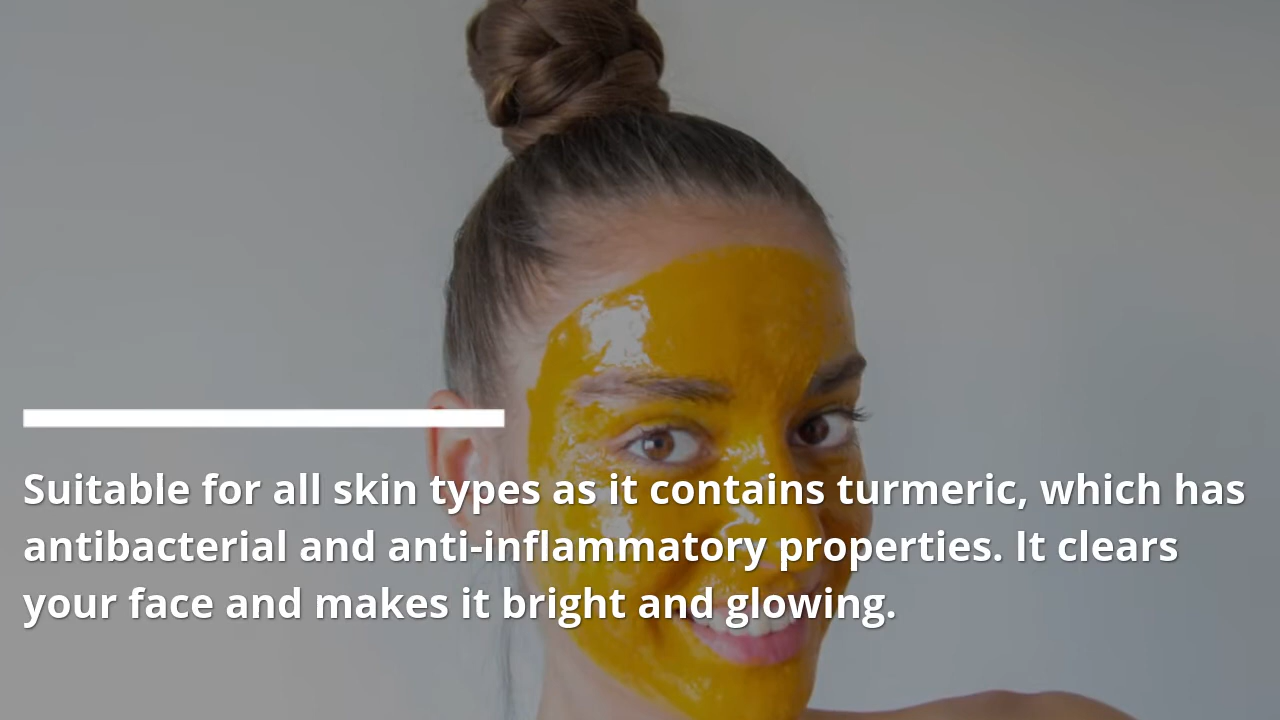 Suitable for all skin types as it contains turmeric, which has
antibacterial and anti-inflammatory properties. It clears
your face and makes it bright and glowing.